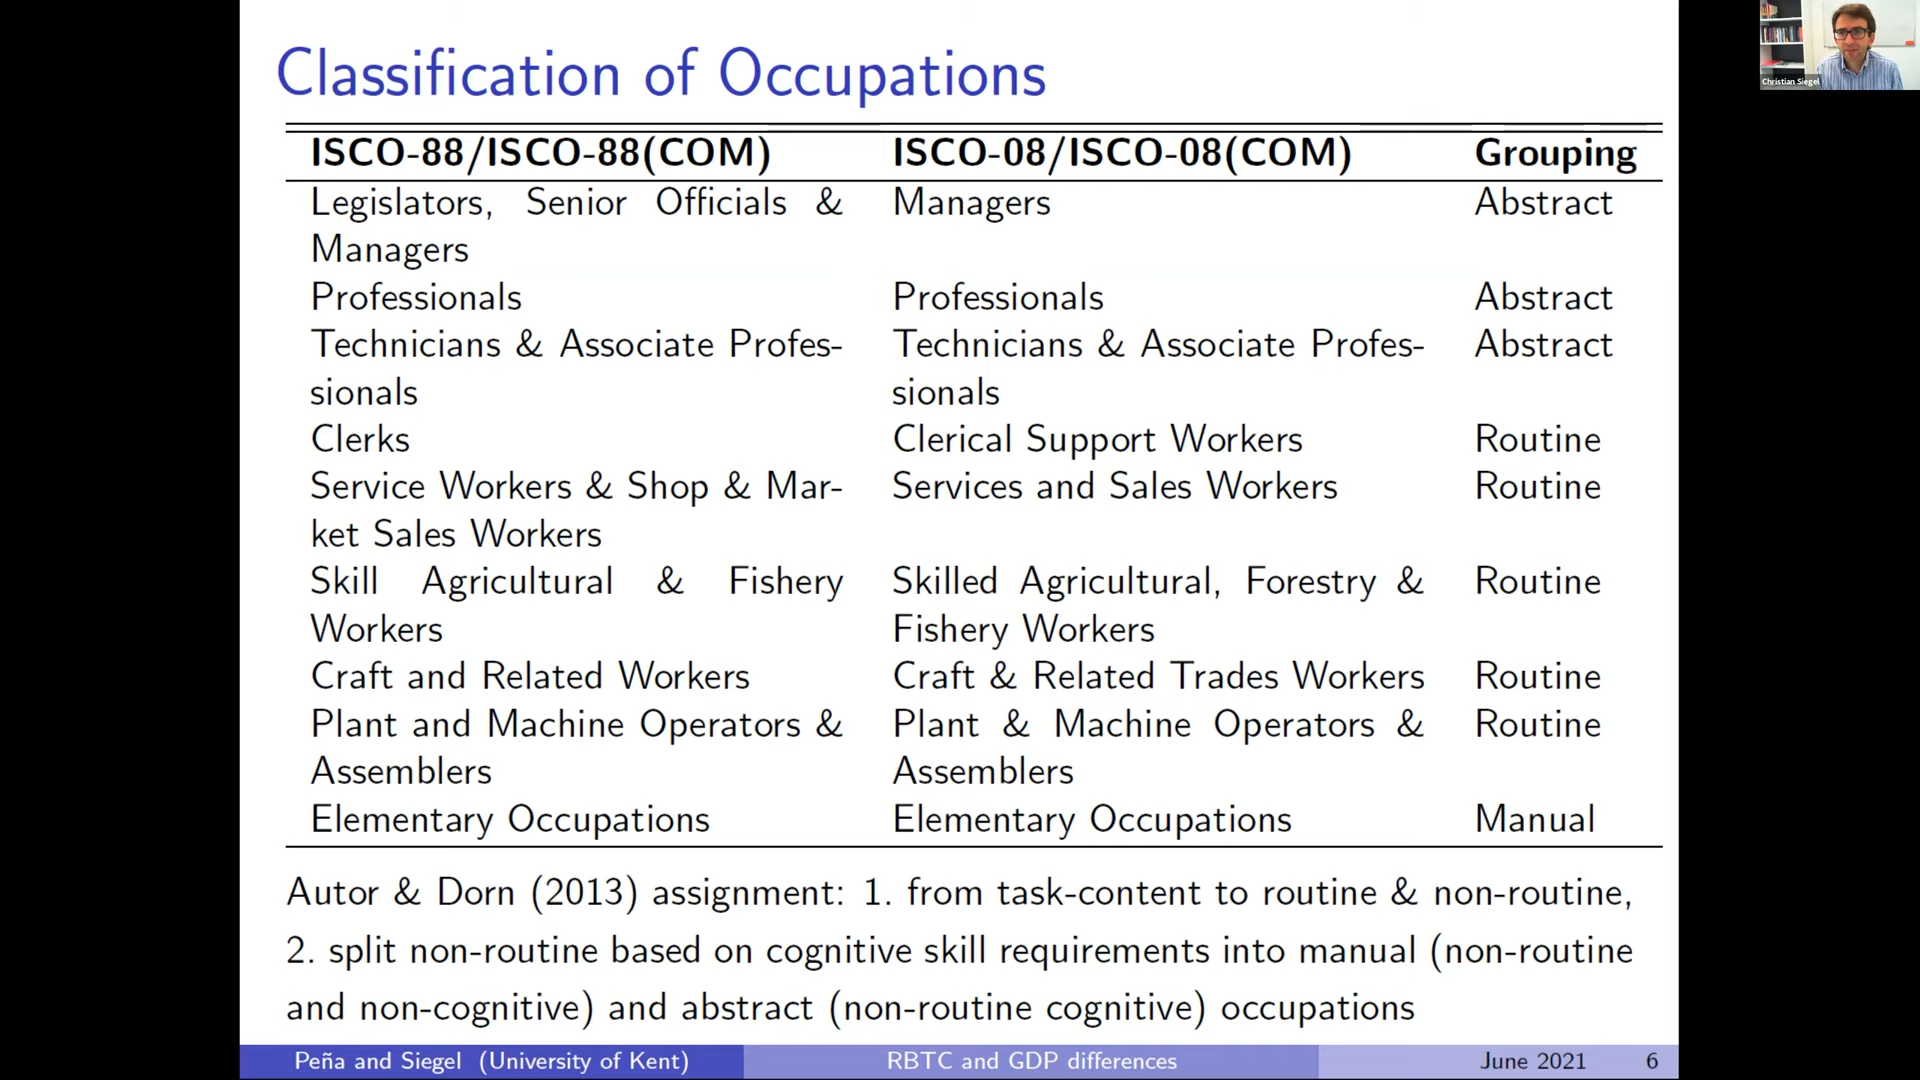 Classification of Occupations
ISCO-88/ISCO-88(COM) ISCO-08/ISCO-08(COM) Grouping
Legislators, Senior Officials & Managers Abstract
Managers
Professionals Professionals Abstract
Technicians & Associate Profes- Technicians & Associate Profes- Abstract
sionals sionals
Clerks Clerical Support Workers Routine
Service Workers & Shop & Mar- Services and Sales Workers Routine
ket Sales Workers
Skill Agricultural & Fishery Skilled Agricultural, Forestry & Routine
Workers Fishery Workers
Craft and Related Workers Craft & Related Trades Workers Routine
Plant and Machine Operators & Plant & Machine Operators & Routine
Assemblers Assemblers
Elementary Occupations Elementary Occupations Manual
Autor & Dorn (2013) assignment: 1. from task-content to routine & non-routine,
2. split non-routine based on cognitive skill requirements into manual (non-routine
and non-cognitive) and abstract (non-routine cognitive) occupations
Peña and Siegel (University of Kent) RBTC and GDP differences June 2021 6
Christian Siegel